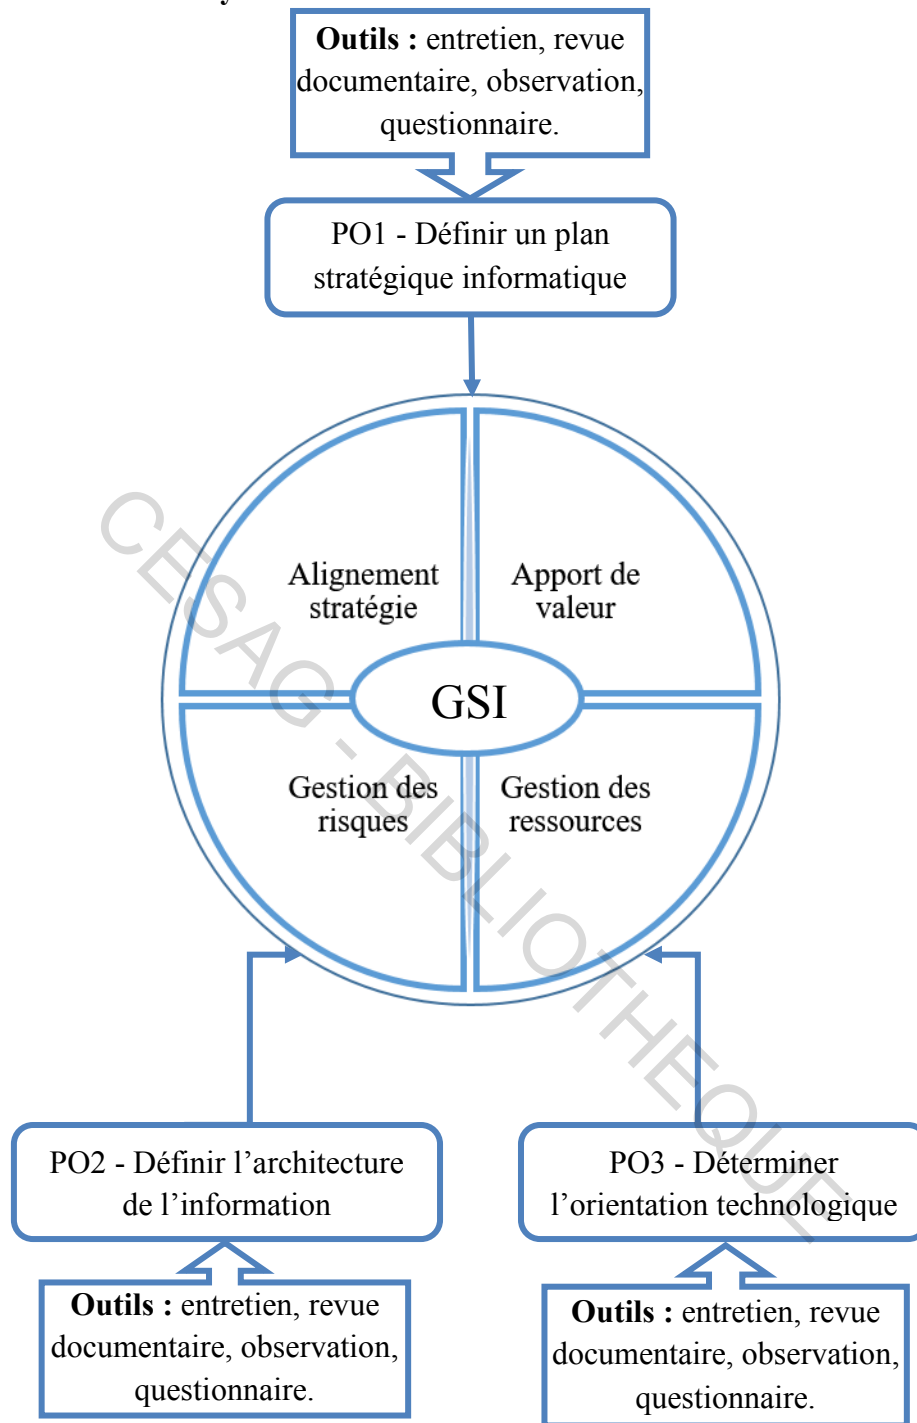 Outils : entretien, revue
documentaire, observation,
questionnaire.
PO1 - Définir un plan
stratégique informatique
Alignement
stratégie
Apport de
valeur
GSI
Gestion des
risques
Gestion des
ressources
CESAG - BIBLIOTHEQUE
PO2 - Définir l’architecture
de l’information
PO3 - Déterminer
l’orientation technologique
Outils : entretien, revue
documentaire, observation,
questionnaire.
Outils : entretien, revue
documentaire, observation,
questionnaire.